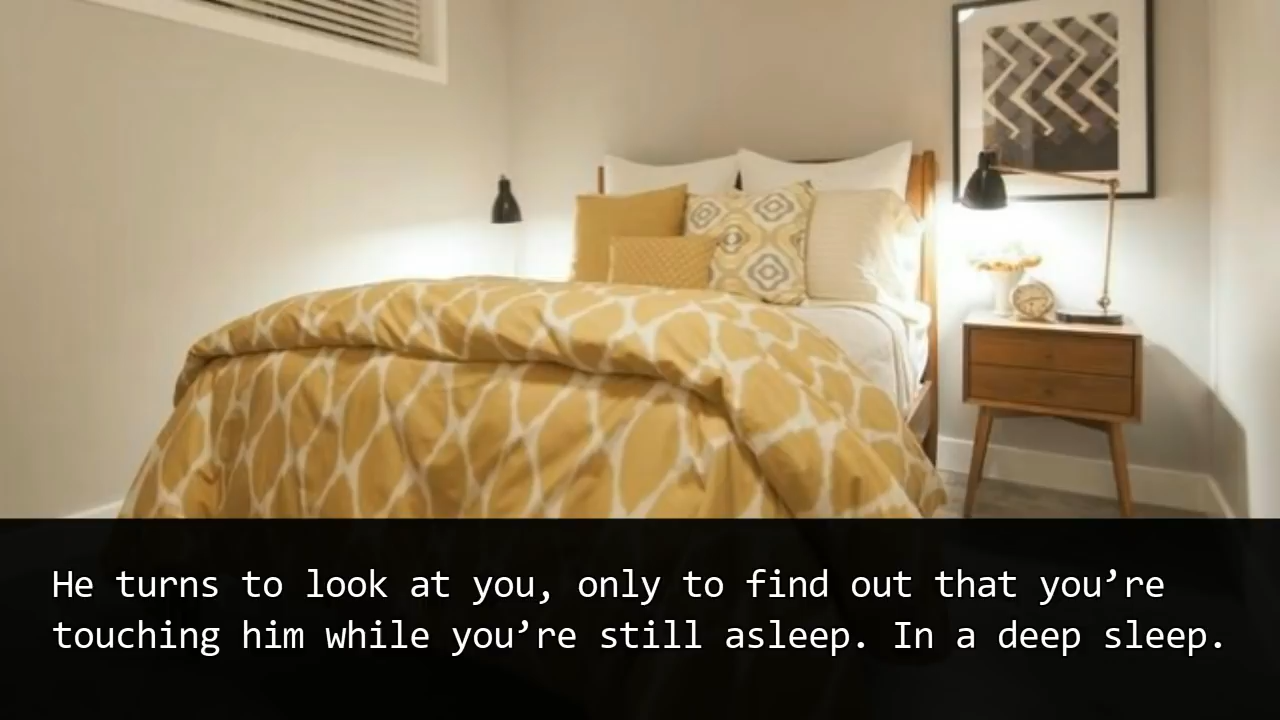 He turns to look at you, only to find out that you’re
touching him while you’re still asleep. In a deep sleep.